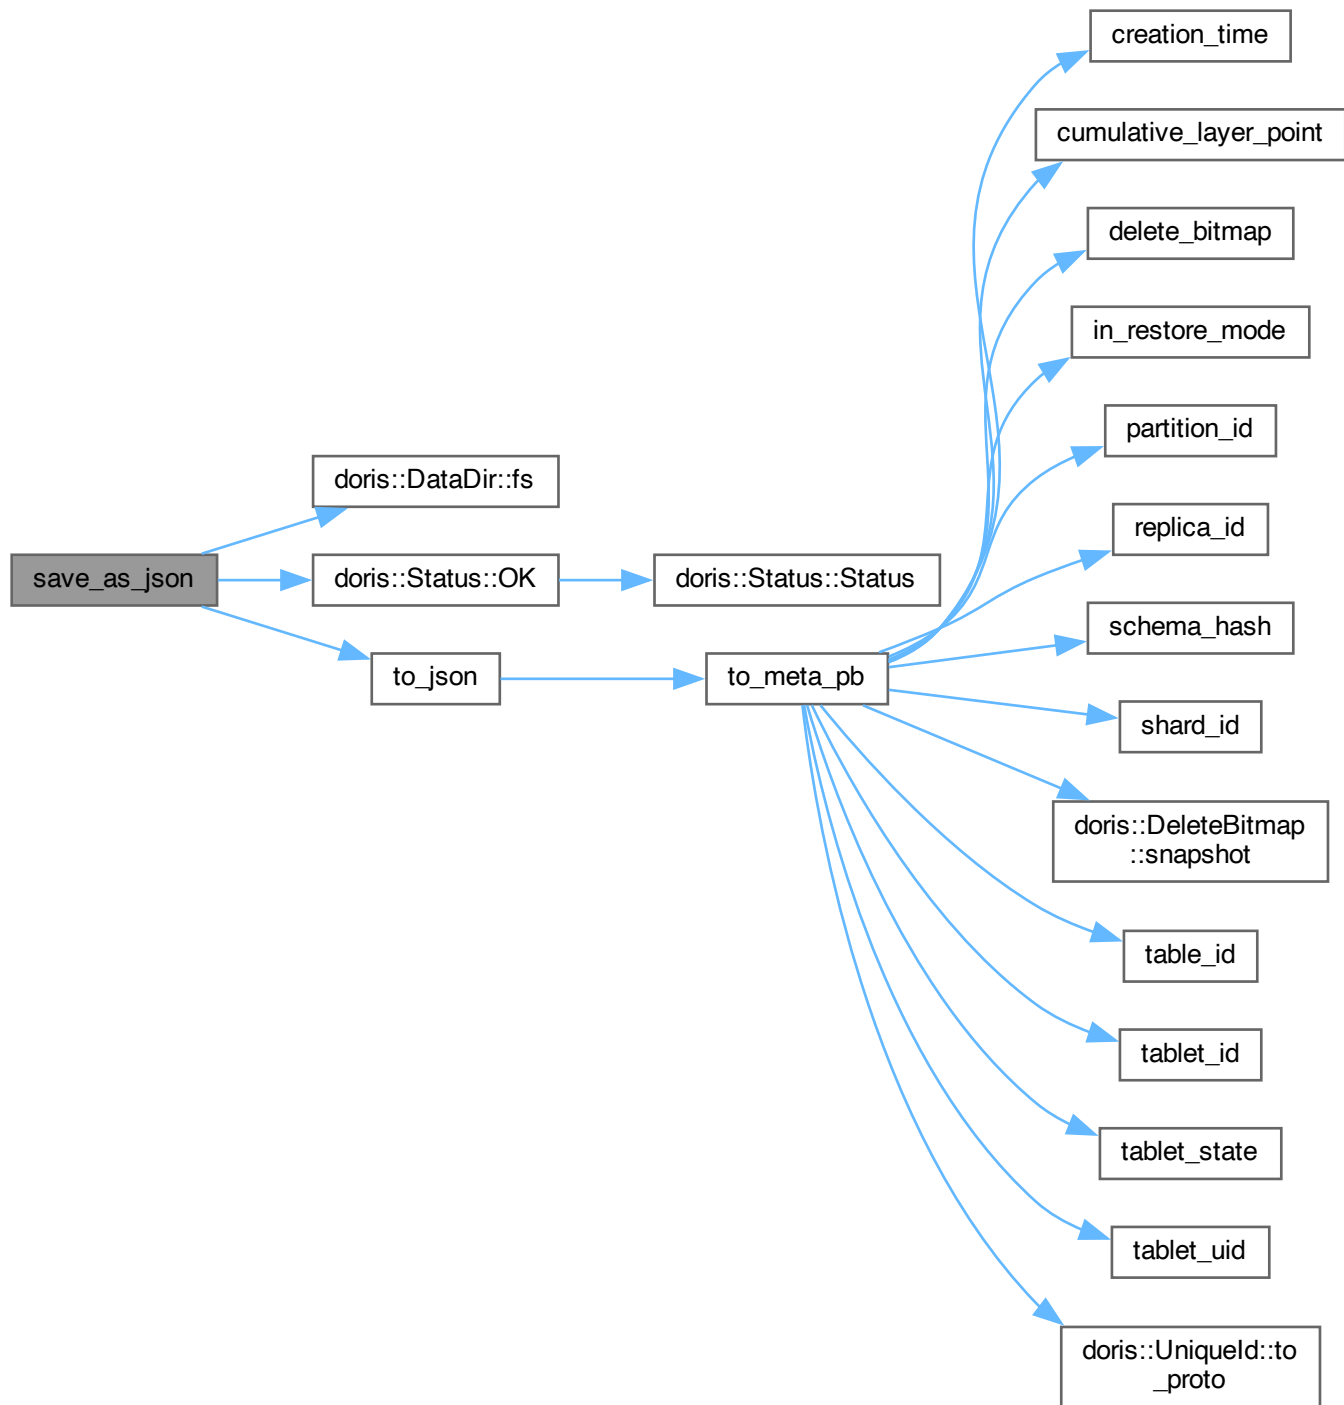 creation_time
cumulative_layer_point
delete_bitmap
in_restore_mode
partition_id
doris::DataDir::fs
replica_id
save_as_json
doris::Status::OK
doris::Status::Status
schema_hash
to_json
to_meta_pb
shard_id
doris::DeleteBitmap
::snapshot
table_id
tablet_id
tablet_state
tablet_uid
doris::UniqueId::to
_proto